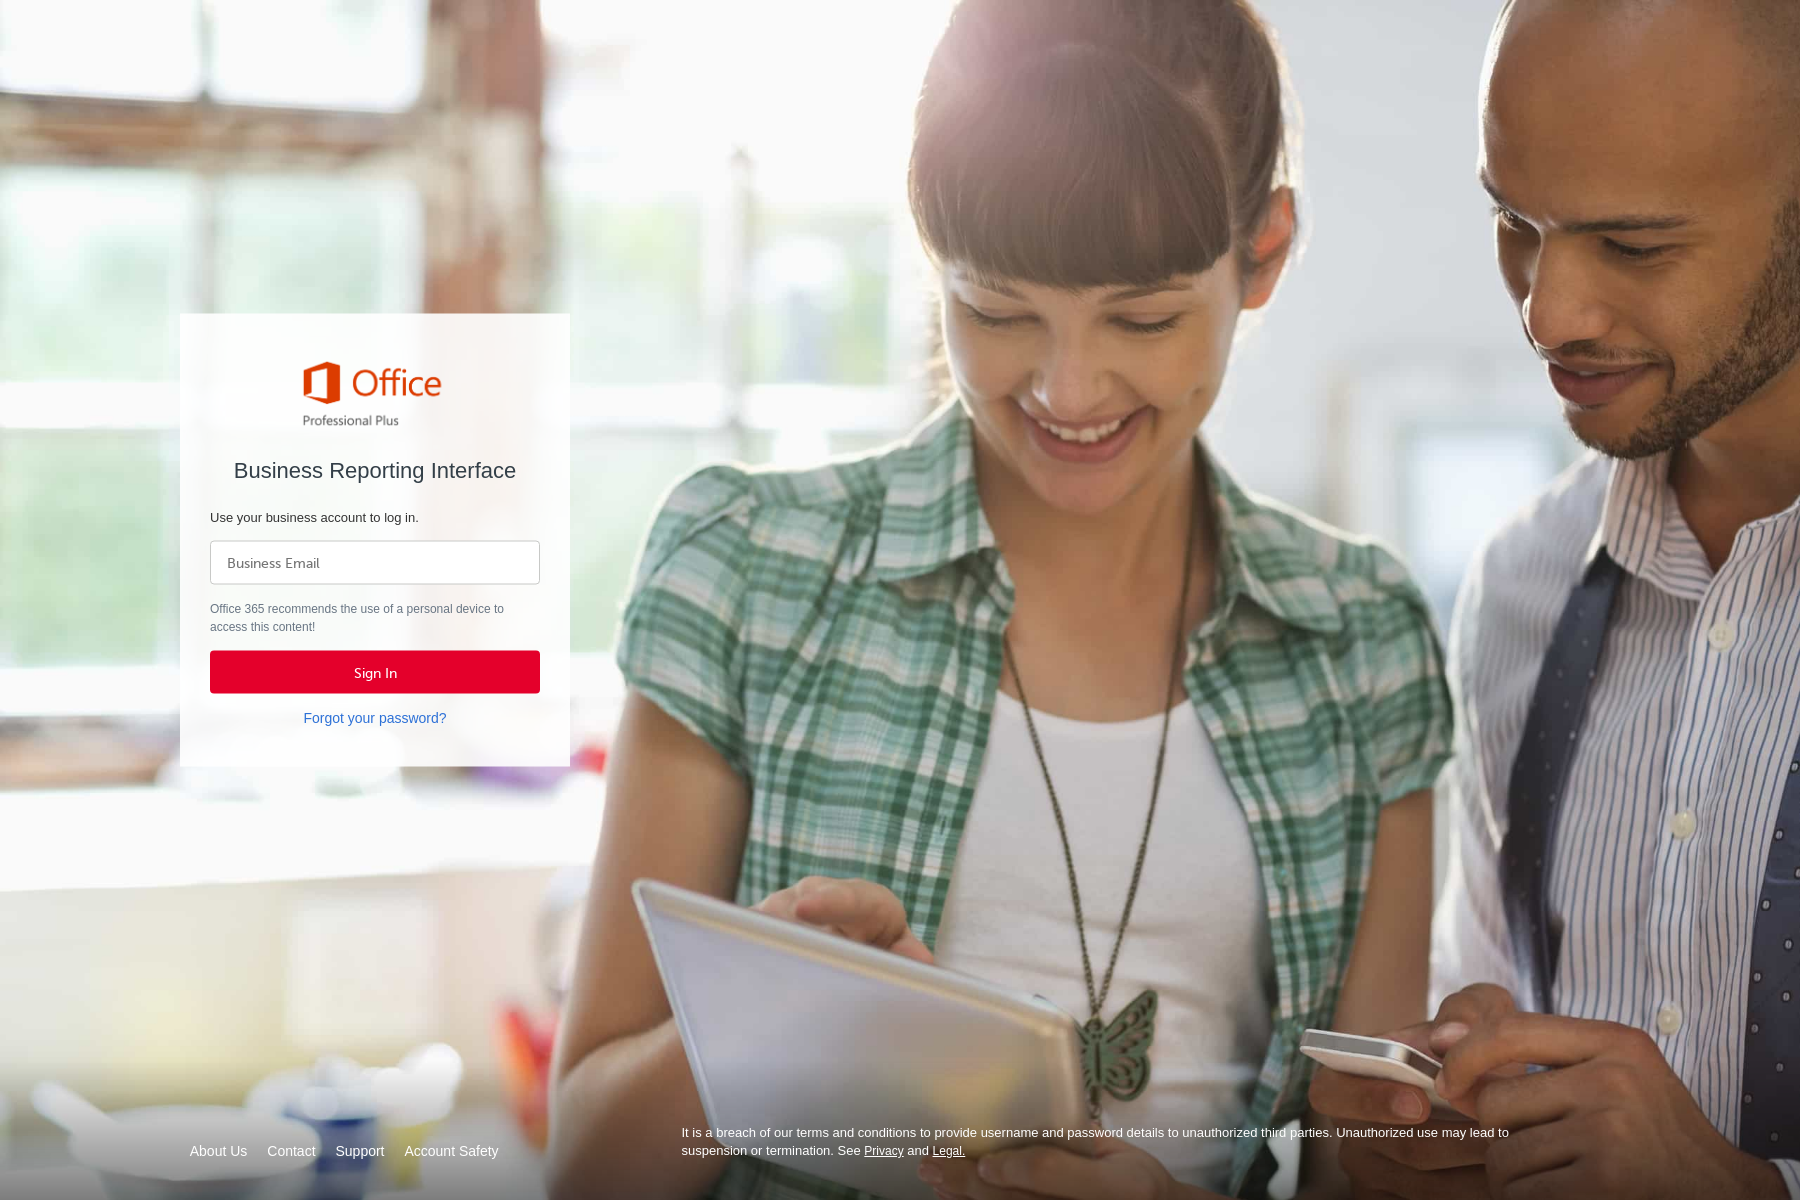 Office
Professional Plus
Business Reporting Interface
Use your business account to log in.
Business Email
Office 365 recommends the use of a personal device to
access this content!
Sign In
Forgot your password?
About Us Contact Support Account Safety
It is a breach of our terms and conditions to provide username and password details to unauthorized third parties. Unauthorized use may lead to
suspension or termination. See Privacy and Legal.